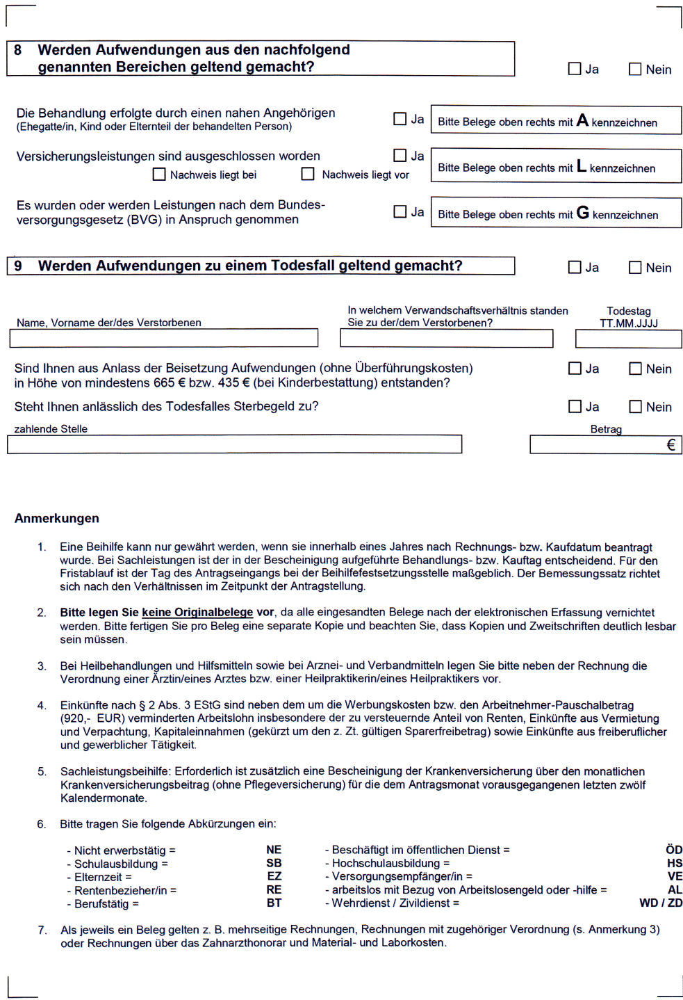 8 Werden Aufwendungen aus den nachfolgend
genannten Bereichen geltend gemacht?
Ja Nein
Die Behandlung erfolgte durch einen nahen Angehörigen
(Ehegatte/in, Kind oder Elternteil der behandelten Person)
Ja Bitte Belege oben rechts mit A kennzeichnen
Versicherungsleistungen sind ausgeschlossen worden
Nachweis liegt bei Nachweis liegt vor
Ja Bitte Belege oben rechts mit L kennzeichnen
Es wurden oder werden Leistungen nach dem Bundes-
versorgungsgesetz (BVG) in Anspruch genommen
Ja Bitte Belege oben rechts mit G kennzeichnen
9 Werden Aufwendungen zu einem Todesfall geltend gemacht? Ja Nein
Name, Vorname der/des Verstorbenen
In welchem Verwandschaftsverhältnis standen
Sie zu der/dem Verstorbenen?
Todestag
TT.MM.JJJJ
Sind Ihnen aus Anlass der Beisetzung Aufwendungen (ohne Überführungskosten)
in Höhe von mindestens 665 € bzw. 435 € (bei Kinderbestattung) entstanden?
Ja Nein
Steht Ihnen anlässlich des Todesfalles Sterbegeld zu? Ja Nein
zahlende Stelle Betrag
€
Anmerkungen
1. Eine Beihilfe kann nur gewährt werden, wenn sie innerhalb eines Jahres nach Rechnungs- bzw. Kaufdatum beantragt
wurde. Bei Sachleistungen ist der in der Bescheinigung aufgeführte Behandlungs- bzw. Kauftag entscheidend. Für den
Fristablauf ist der Tag des Antragseingangs bei der Beihilfefestsetzungsstelle maßgeblich. Der Bemessungssatz richtet
sich nach den Verhältnissen im Zeitpunkt der Antragstellung.
2. Bitte legen Sie keine Originalbelege vor, da alle eingesandten Belege nach der elektronischen Erfassung vernichtet
werden. Bitte fertigen Sie pro Beleg eine separate Kopie und beachten Sie, dass Kopien und Zweitschriften deutlich lesbar
sein müssen.
3. Bei Heilbehandlungen und Hilfsmitteln sowie bei Arznei- und Verbandmitteln legen Sie bitte neben der Rechnung die
Verordnung einer Ärztin/eines Arztes bzw. einer Heilpraktikerin/eines Heilpraktikers vor.
4. Einkünfte nach § 2 Abs. 3 EStG sind neben dem um die Werbungskosten bzw. den Arbeitnehmer-Pauschalbetrag
(920,- EUR) verminderten Arbeitslohn insbesondere der zu versteuernde Anteil von Renten, Einkünfte aus Vermietung
und Verpachtung, Kapitaleinnahmen (gekürzt um den z. Zt. gültigen Sparerfreibetrag) sowie Einkünfte aus freiberuflicher
und gewerblicher Tätigkeit.
5. Sachleistungsbeihilfe: Erforderlich ist zusätzlich eine Bescheinigung der Krankenversicherung über den monatlichen
Krankenversicherungsbeitrag (ohne Pflegeversicherung) für die dem Antragsmonat vorausgegangenen letzten zwölf
Kalendermonate.
6. Bitte tragen Sie folgende Abkürzungen ein:
- Nicht erwerbstätig = NE - Beschäftigt im öffentlichen Dienst = ÖD
- Schulausbildung = SB - Hochschulausbildung = HS
- Elternzeit = EZ - Versorgungsempfänger/in = VE
- Rentenbezieher/in = RE - arbeitslos mit Bezug von Arbeitslosengeld oder -hilfe = AL
- Berufstätig = BT - Wehrdienst / Zivildienst = WD / ZD
7. Als jeweils ein Beleg gelten z. B. mehrseitige Rechnungen, Rechnungen mit zugehöriger Verordnung (s. Anmerkung 3)
oder Rechnungen über das Zahnarzthonorar und Material- und Laborkosten.